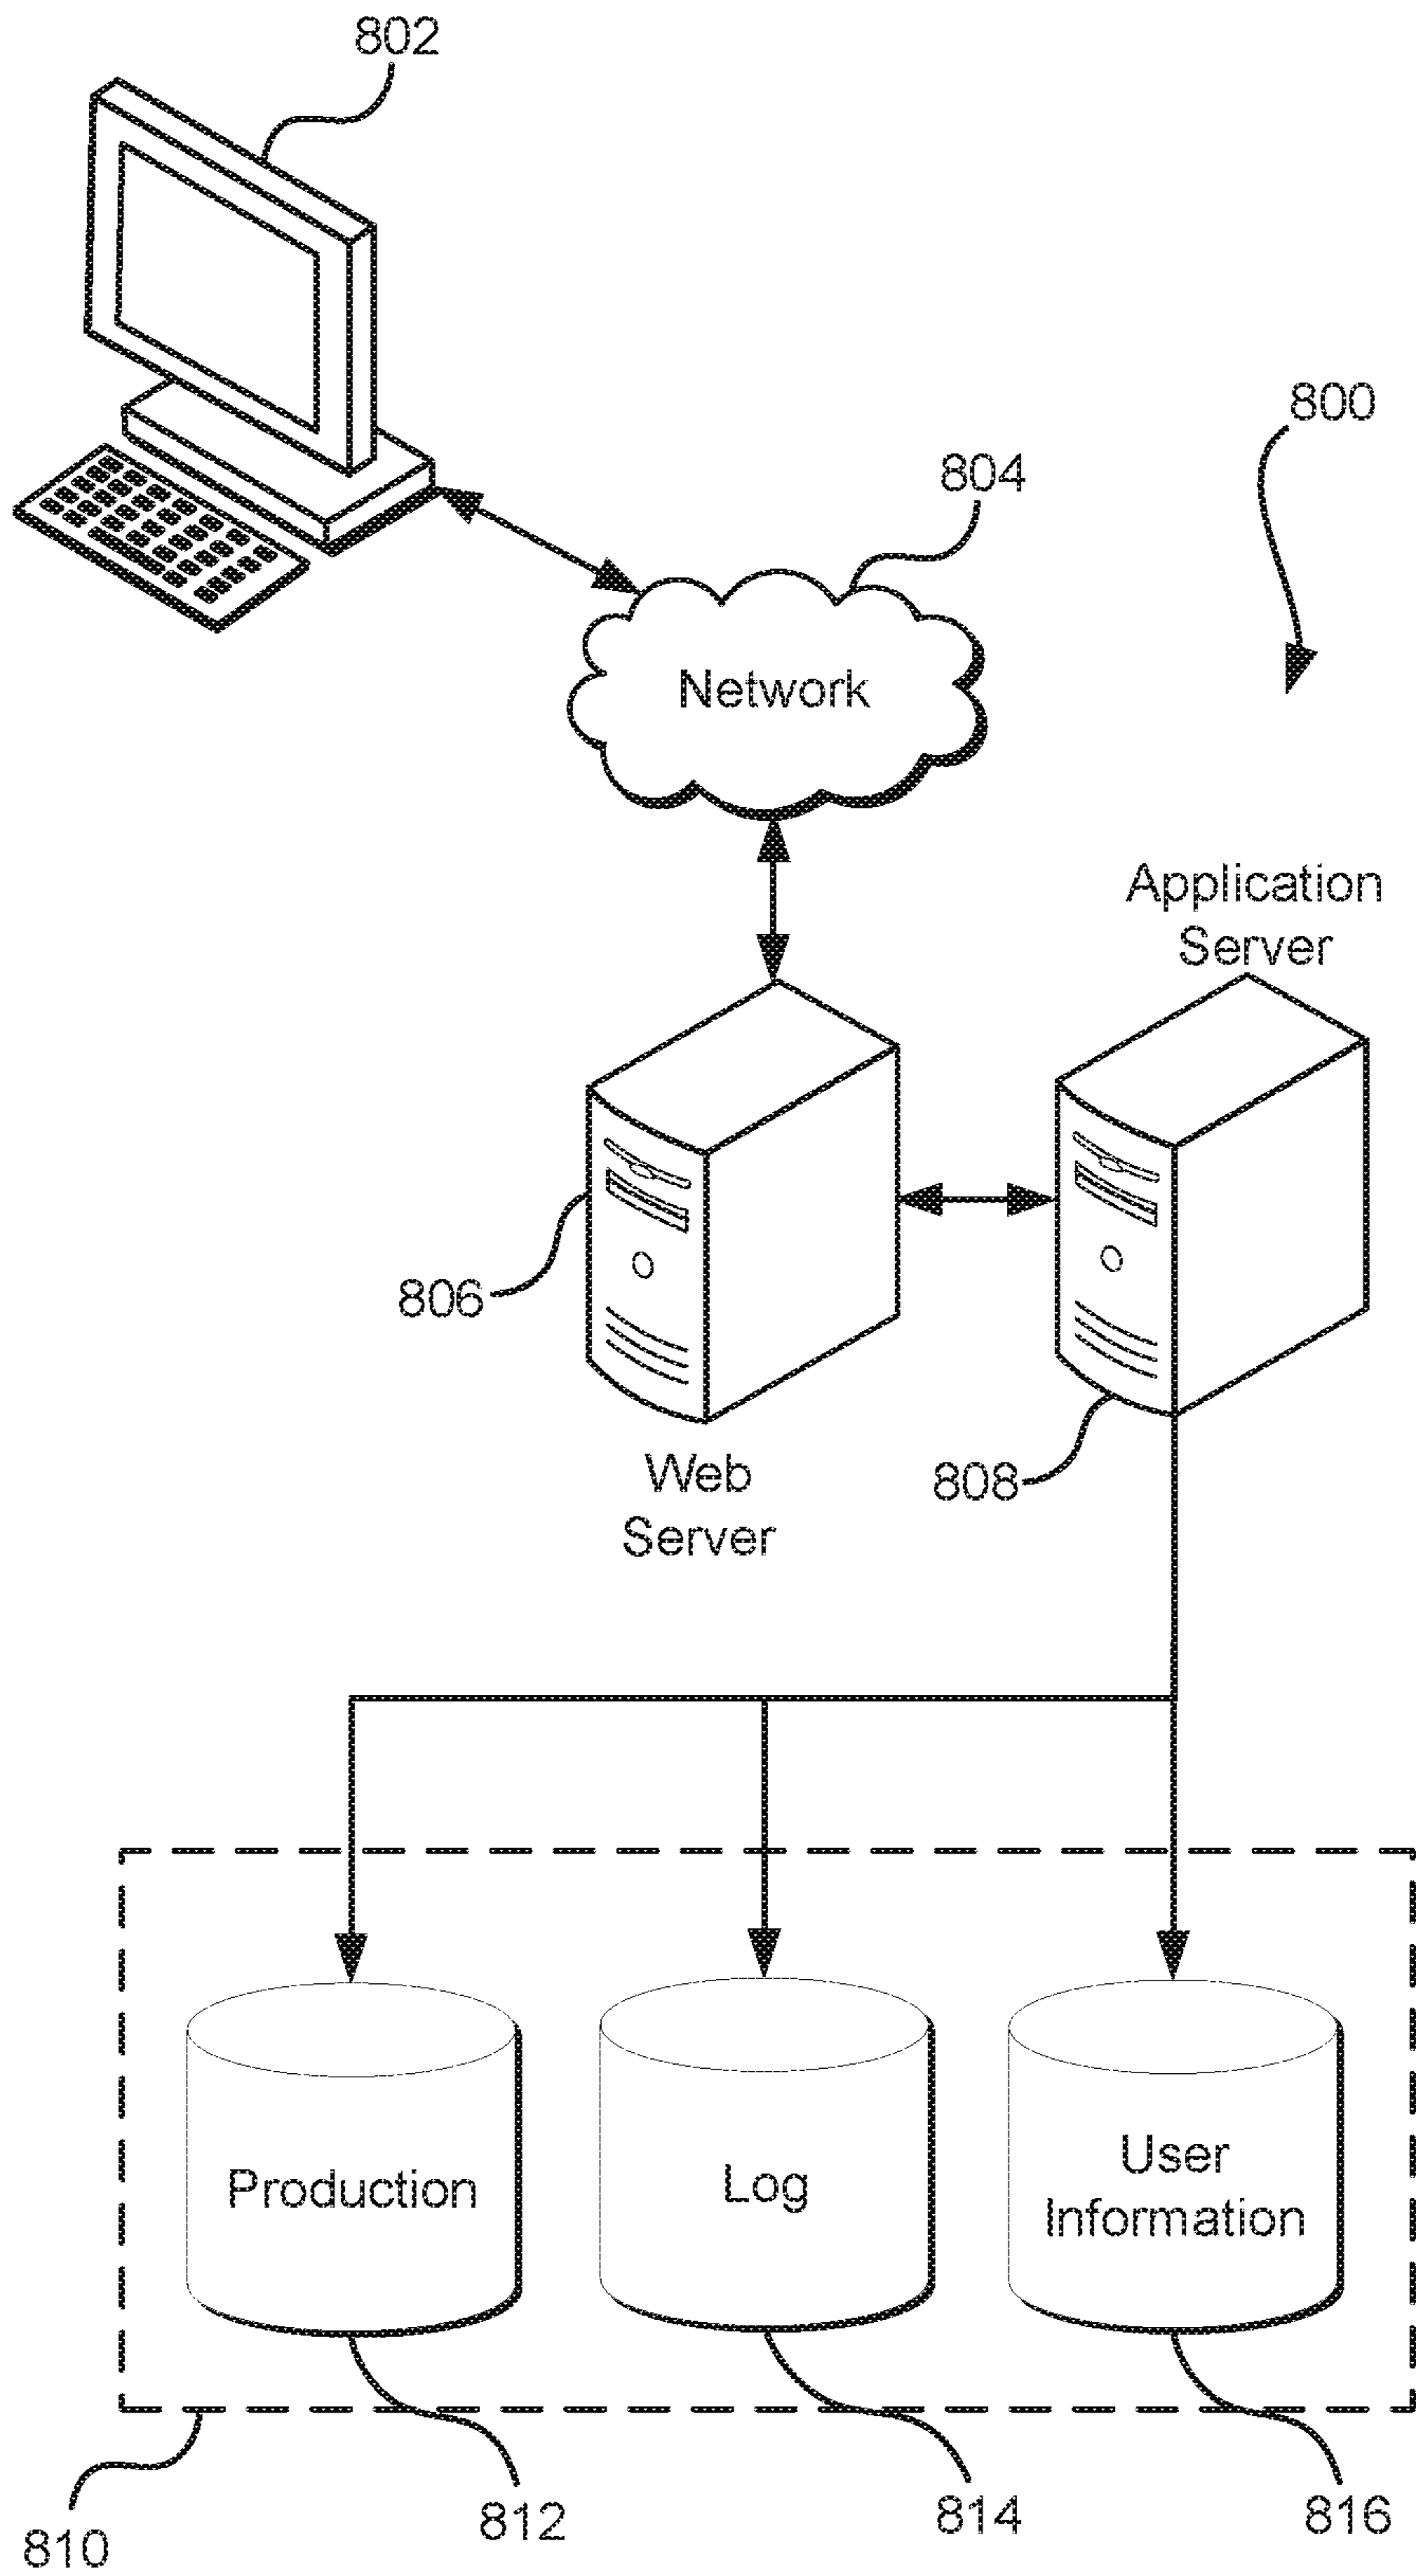 802
800
804
Network
Application
Server
806
808
Web
Server
Production
Log
User
Information
810
812
814
816